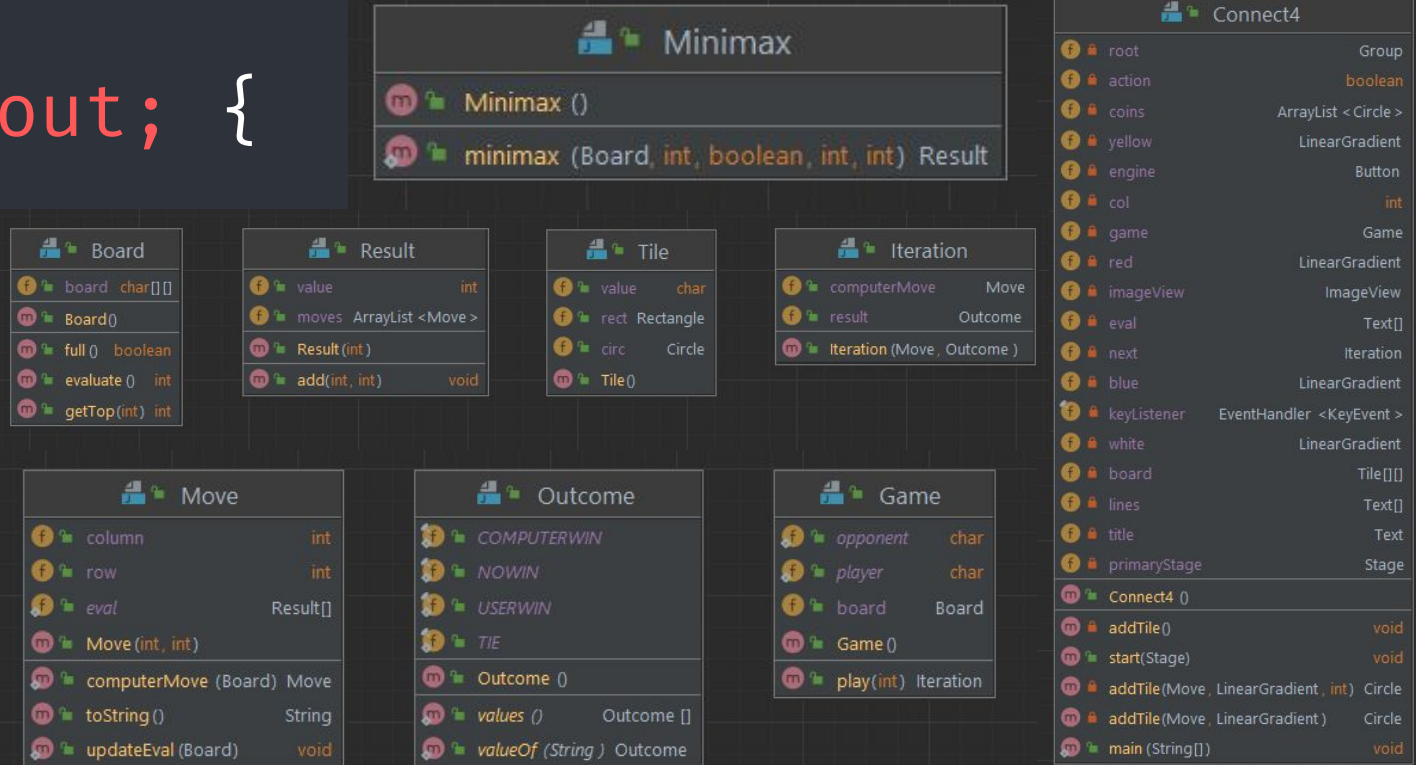 out; {
Minimax
Minimax ()
minimax (Board, int, boolean, int, int) Result
Board
board char[][]
Board()
full () boolean
evaluate () int
getTop(int) int
Result
value int
moves ArrayList <Move>
Result(int)
add(int, int) void
Tile
value char
rect Rectangle
circ Circle
Tile()
Iteration
computerMove Move
result Outcome
Iteration (Move, Outcome )
Move
column int
row int
eval Result[]
Move(int, int)
computerMove (Board) Move
toString() String
updateEval (Board) void
Outcome
COMPUTERWIN
NOWIN
USERWIN
TIE
Outcome ()
values () Outcome []
valueOf (String ) Outcome
Game
opponent char
player char
board Board
Game()
play(int) Iteration
Connect4
root Group
action boolean
coins ArrayList <Circle>
yellow LinearGradient
engine Button
col int
game Game
red LinearGradient
imageView ImageView
eval Text[]
next Iteration
blue LinearGradient
keyListener EventHandler <KeyEvent>
white LinearGradient
board Tile[][]
lines Text[]
title Text
primaryStage Stage
Connect4 ()
addTile() void
start(Stage) void
addTile(Move, LinearGradient, int) Circle
addTile(Move, LinearGradient) Circle
main (String[]) void